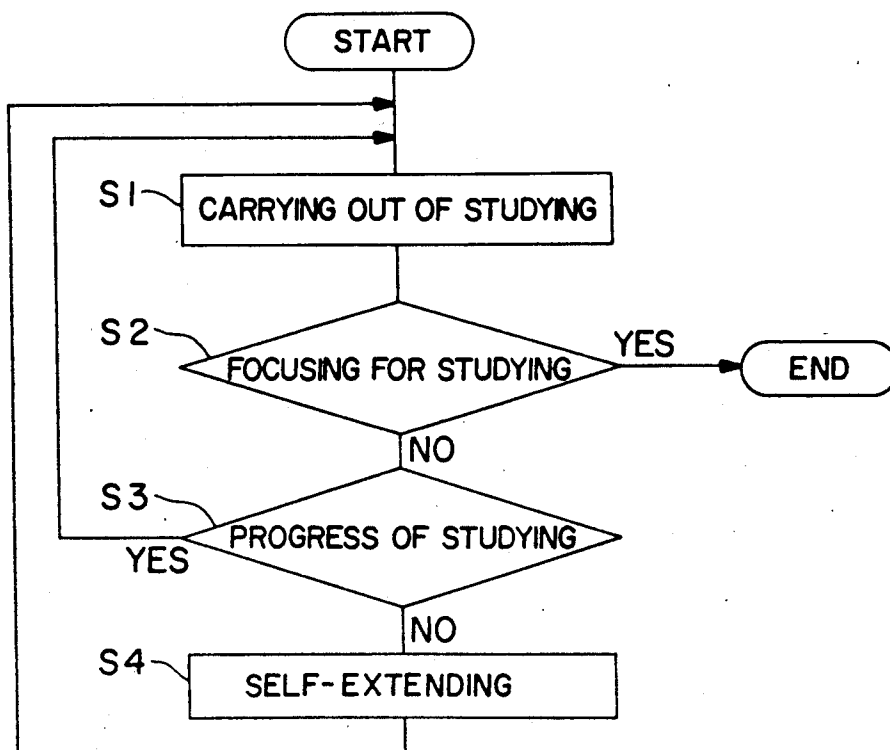 START
S1
CARRYING OUT OF STUDYING
S2
FOCUSING FOR STUDYING
YES
END
NO
S3
PROGRESS OF STUDYING
YES
NO
S4
SELF-EXTENDING